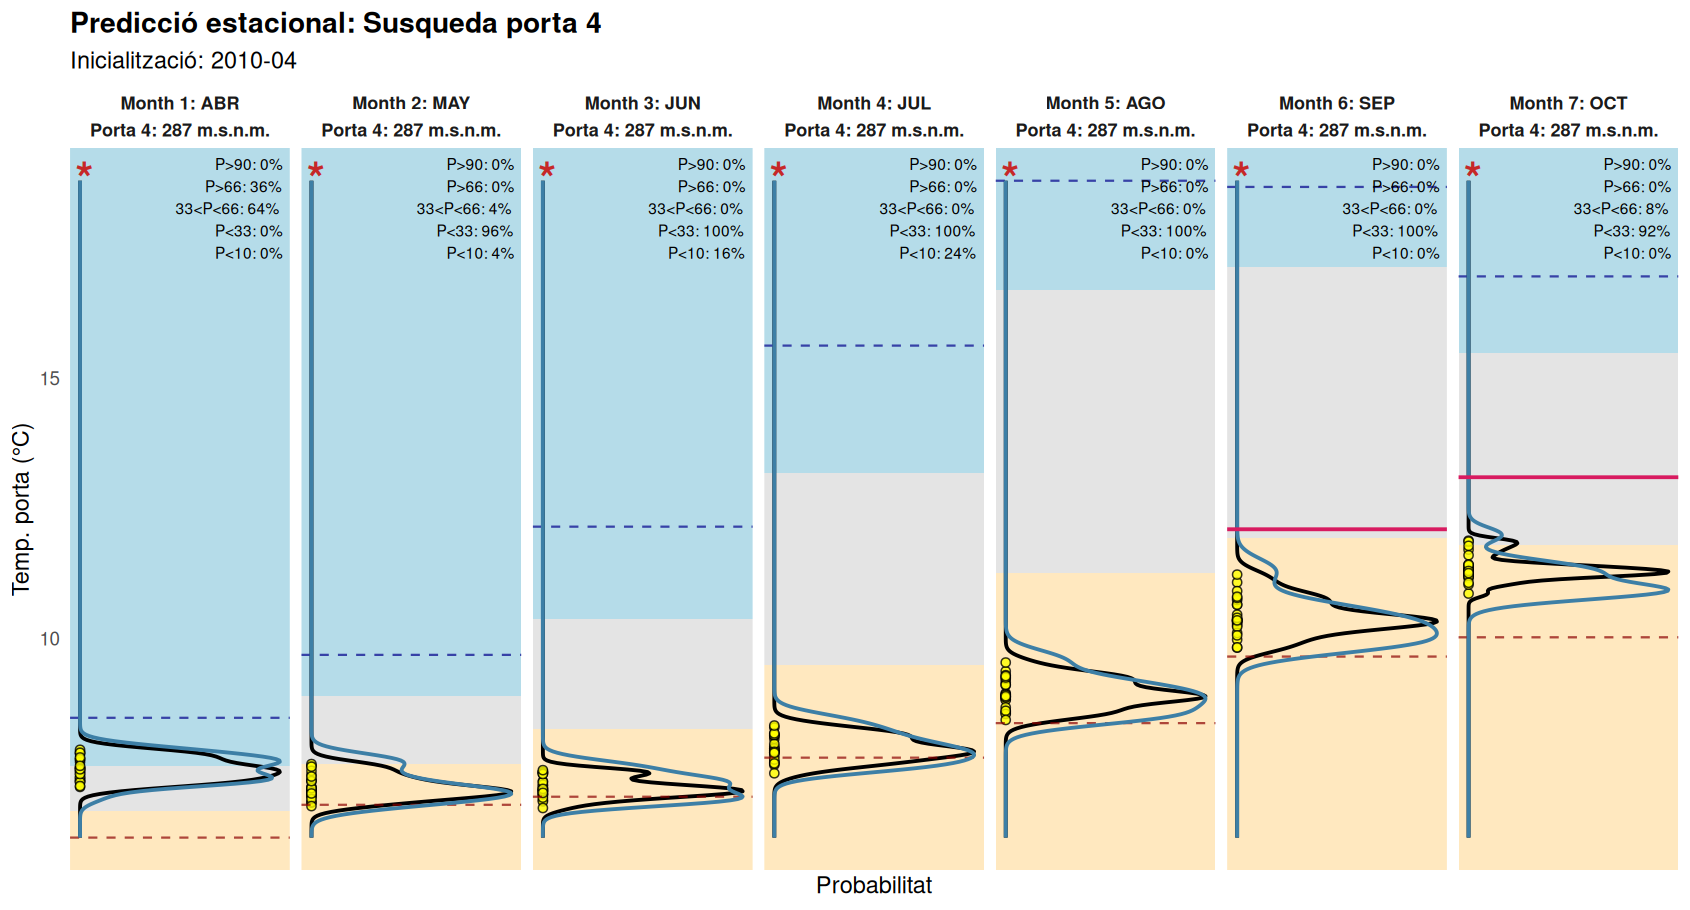 Predicció estacional: Susqueda porta 4
Inicialització: 2010-04
Month 1: ABR
Porta 4: 287 m.s.n.m.
*
P>90: 0%
P>66: 36%
33<P<66: 64%
P<33: 0%
P<10: 0%
Month 2: MAY
Porta 4: 287 m.s.n.m.
*
P>90: 0%
P>66: 0%
33<P<66: 4%
P<33: 96%
P<10: 4%
Month 3: JUN
Porta 4: 287 m.s.n.m.
*
P>90: 0%
P>66: 0%
33<P<66: 0%
P<33: 100%
P<10: 16%
Month 4: JUL
Porta 4: 287 m.s.n.m.
*
P>90: 0%
P>66: 0%
33<P<66: 0%
P<33: 100%
P<10: 24%
Month 5: AGO
Porta 4: 287 m.s.n.m.
*
P>90: 0%
P>66: 0%
33<P<66: 0%
P<33: 100%
P<10: 0%
Month 6: SEP
Porta 4: 287 m.s.n.m.
*
P>90: 0%
P>66: 0%
33<P<66: 0%
P<33: 100%
P<10: 0%
Month 7: OCT
Porta 4: 287 m.s.n.m.
*
P>90: 0%
P>66: 0%
33<P<66: 8%
P<33: 92%
P<10: 0%
15
10
Temp. porta (°C)
Probabilitat